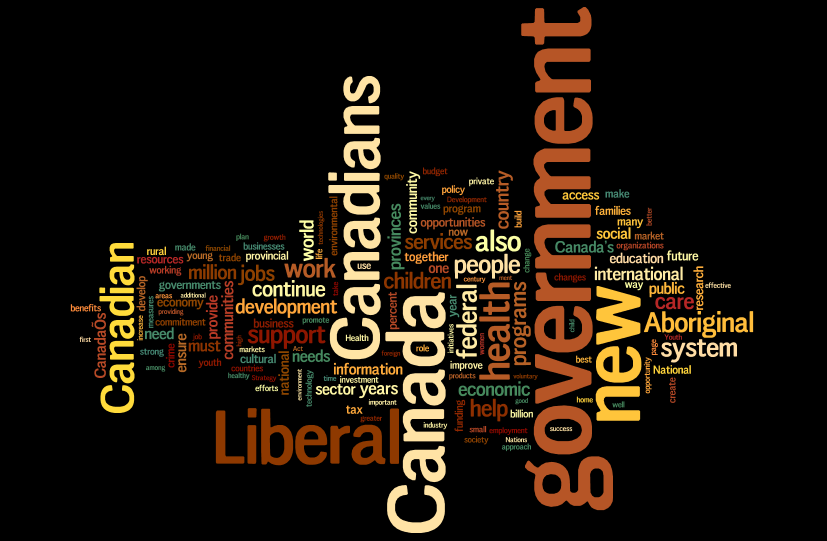 government
Canada
Canadians
Liberal
new
Canadian
health
federal
Aboriginal
system
support
people
also
work
million
jobs
services
children
continue
development
economic
help
care
international
programs
communities
social
Canada's
access
make
families
many
better
market
organizations
education
future
changes
way
public
research
effective
opportunity
page
Youth
National
create
best
home
well
success
child
build
change
country
private
policy
budget
quality
every
values
Development
program
opportunities
now
together
one
century
community
provinces
environmental
technologies
life
world
use
plan
growth
businesses
made
financial
trade
provincial
rural
young
resources
working
governments
areas
additional
economy
providing
develop
measures
increase
commitment
provide
benefits
CanadaÕs
first
need
must
strong
among
crime
ensure
job
youth
business
promote
markets
Act
cultural
needs
countries
healthy
Strategy
efforts
national
environment
technology
time
investment
information
Health
foreign
role
percent
year
initiatives
women
improve
products
sector
years
important
tax
greater
industry
funding
billion
good
voluntary
small
employment
society
Nations
approach